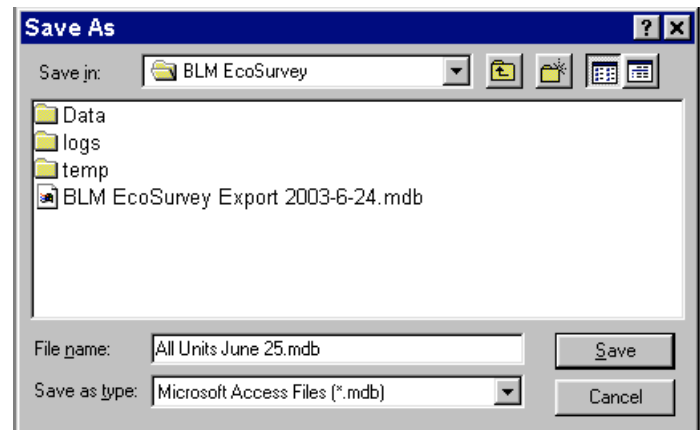 Save As
Save in: BLM EcoSurvey
Data
logs
temp
BLM EcoSurvey Export 2003-6-24.mdb
File name: All Units June 25.mdb Save
Save as type: Microsoft Access Files (*.mdb) Cancel